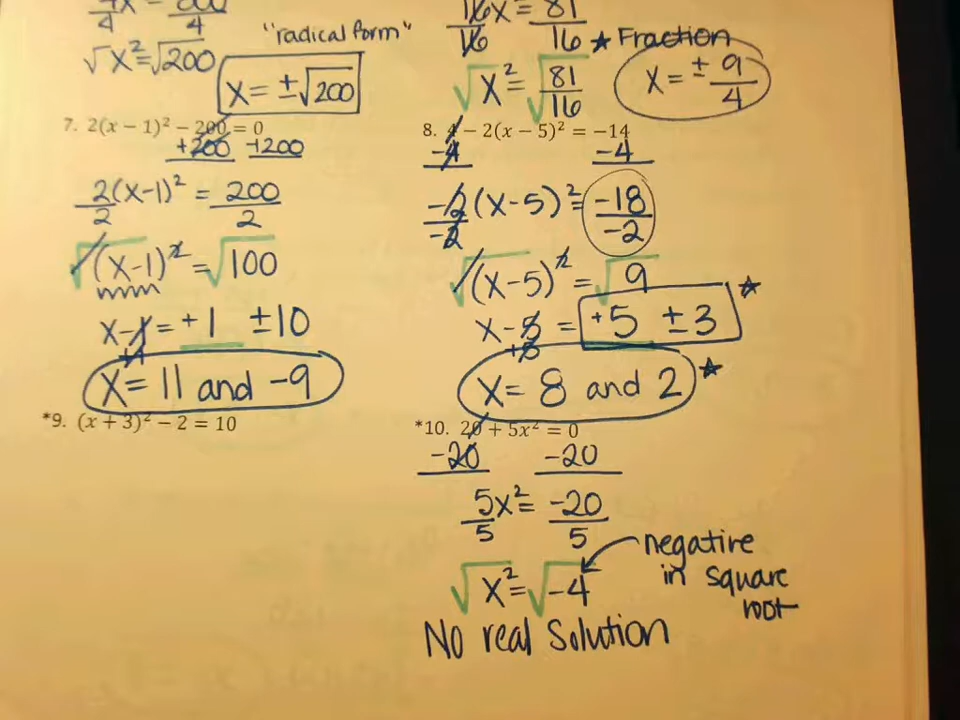 4
4
√x² = √200
"radical form"
x = ±√200
16x = 81
16 16
★ Fraction
√x² = √81/16
x = ± 9/4
7. 2(x − 1)² − 200 = 0
+200 +200
2(x-1)² = 200
2 2
√(x-1)² = √100
x-1 = +1 ±10
+1
x = 11 and -9
8. 4 − 2(x − 5)² = −14
-4 -4
-2(x-5)² = -18
-2 -2
√(x-5)² = √9
x-5 = +5 ±3 ★
+5
x = 8 and 2 ★
*9. (x + 3)² − 2 = 10
*10. 20 + 5x² = 0
-20 -20
5x² = -20
5 5
√x² = √-4
negative
in square
root
No real Solution